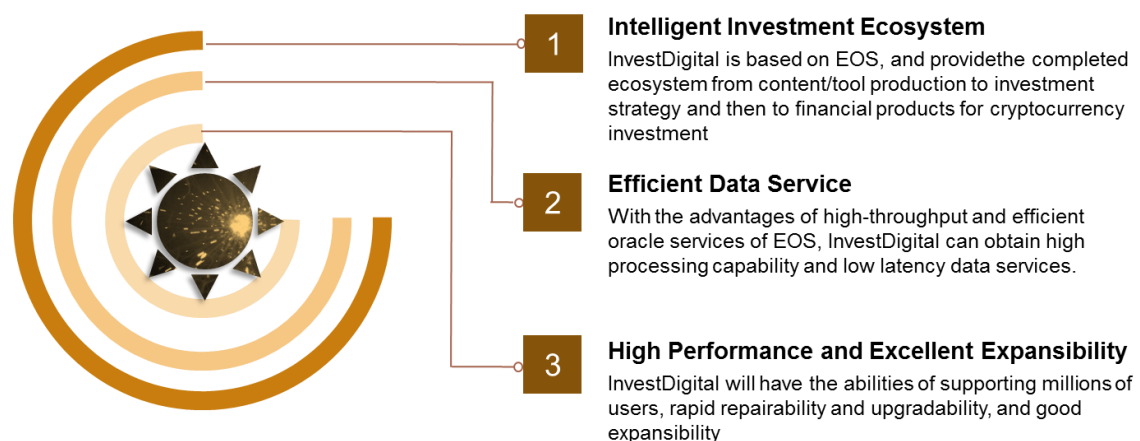 1
Intelligent Investment Ecosystem
InvestDigital is based on EOS, and providethe completed
ecosystem from content/tool production to investment
strategy and then to financial products for cryptocurrency
investment
2
Efficient Data Service
With the advantages of high-throughput and efficient
oracle services of EOS, InvestDigital can obtain high
processing capability and low latency data services.
3
High Performance and Excellent Expansibility
InvestDigital will have the abilities of supporting millions of
users, rapid repairability and upgradability, and good
expansibility